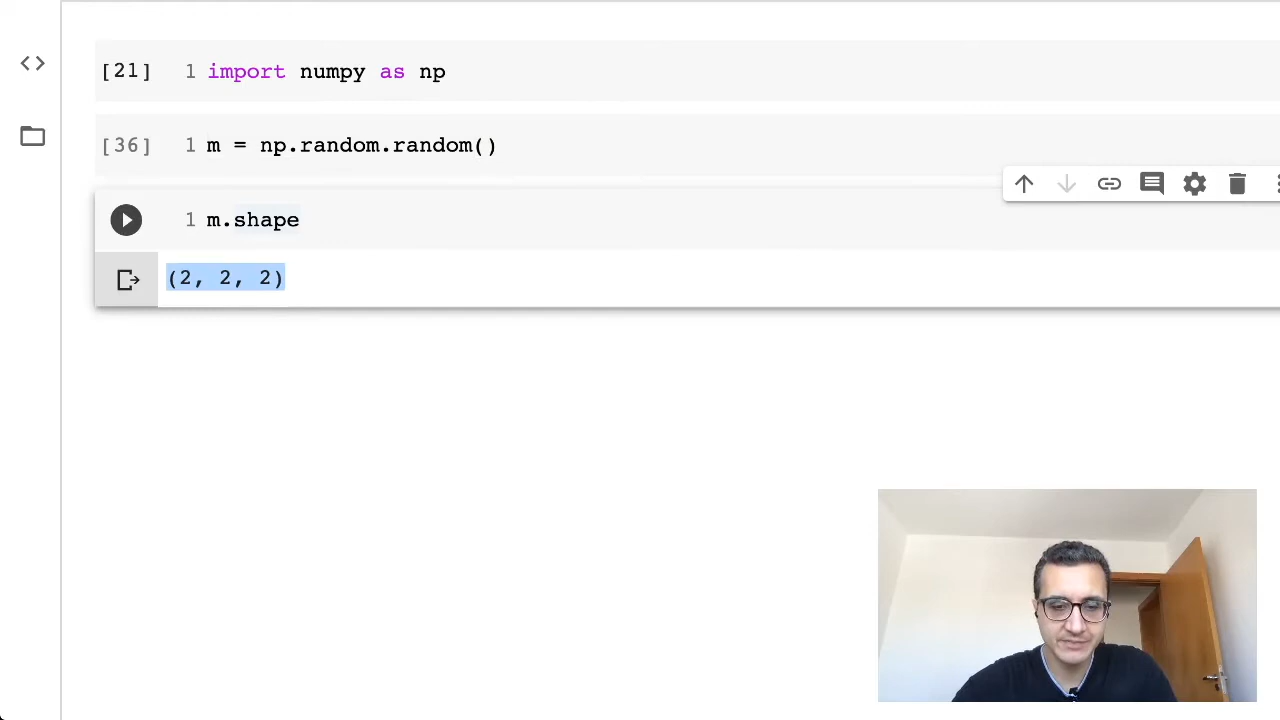 [21] 1 import numpy as np
[36] 1 m = np.random.random()
1 m.shape
(2, 2, 2)